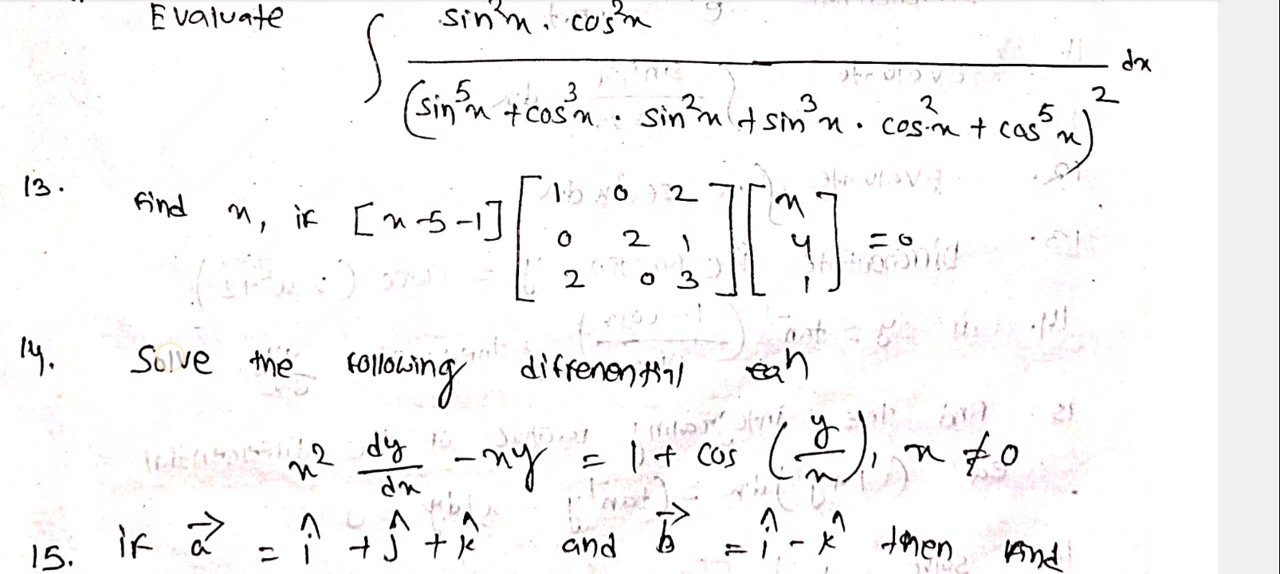 Evaluate ∫ sin²x . cos²x / (sin⁵x + cos³x . sin²x + sin³x . cos²x + cos⁵x)² dx
13. Find x, if [x -5 -1] [1 0 2; 0 2 1; 2 0 3] [x; 4; 1] = 0
14. Solve the following differential eqn
x² dy/dx - xy = 1 + cos (y/x), x ≠ 0
15. If a⃗ = î + ĵ + k̂ and b⃗ = î - k̂ then find